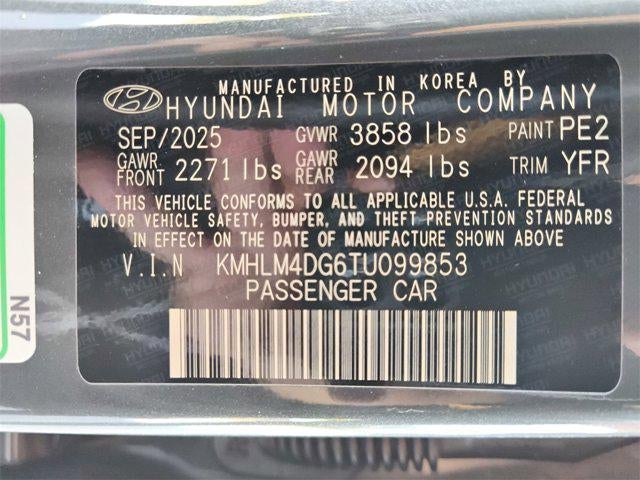 MANUFACTURED IN KOREA BY
HYUNDAI MOTOR COMPANY
SEP/2025 GVWR 3858 lbs PAINT PE2
GAWR FRONT 2271 lbs GAWR REAR 2094 lbs TRIM YFR
THIS VEHICLE CONFORMS TO ALL APPLICABLE U.S.A. FEDERAL
MOTOR VEHICLE SAFETY, BUMPER, AND THEFT PREVENTION STANDARDS
IN EFFECT ON THE DATE OF MANUFACTURE SHOWN ABOVE
V.I.N KMHLM4DG6TU099853
PASSENGER CAR
N57